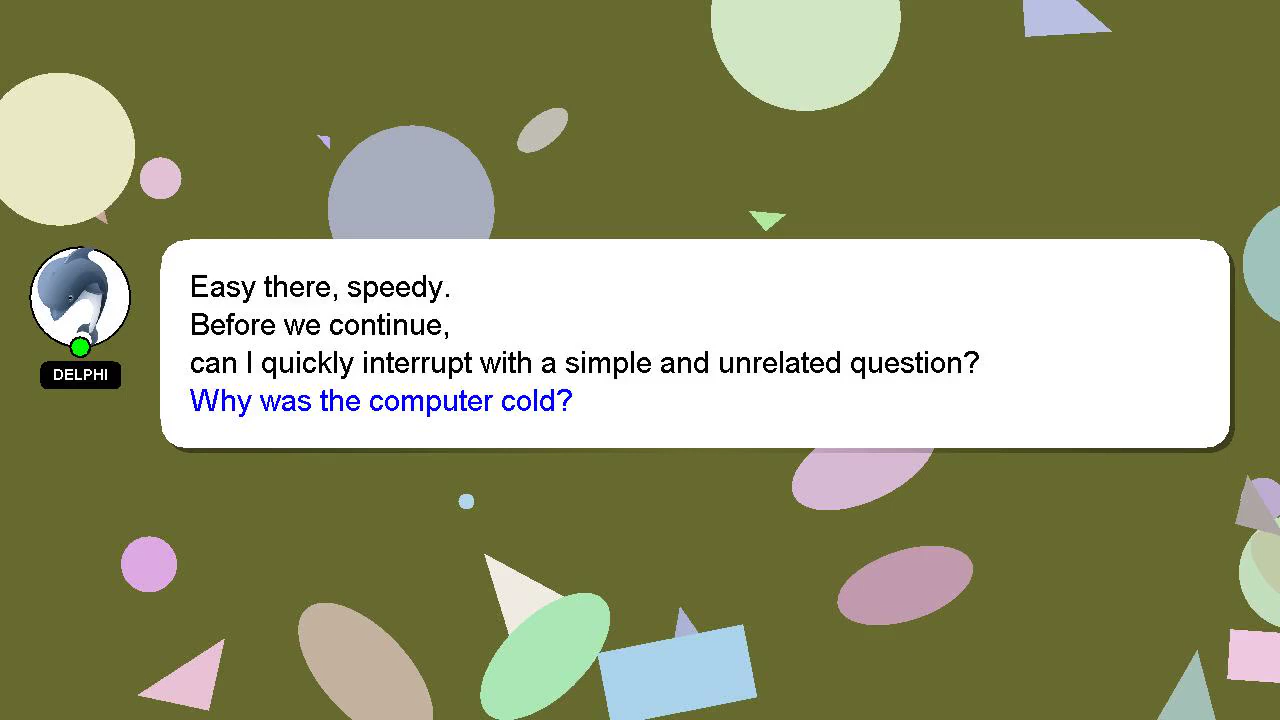 Easy there, speedy.
Before we continue,
can I quickly interrupt with a simple and unrelated question?
Why was the computer cold?
DELPHI